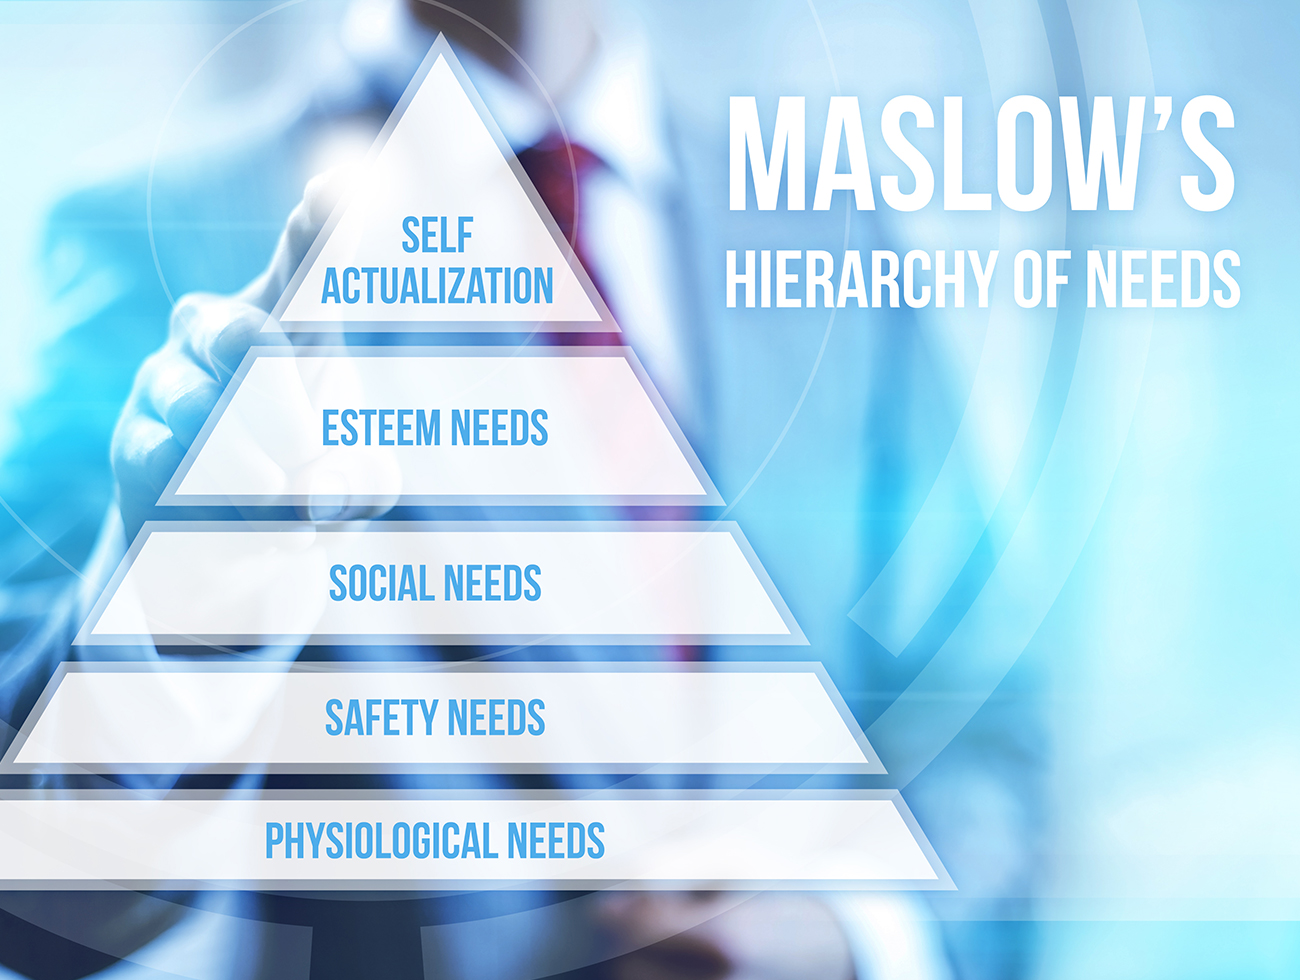 MASLOW'S
HIERARCHY OF NEEDS
SELF
ACTUALIZATION
ESTEEM NEEDS
SOCIAL NEEDS
SAFETY NEEDS
PHYSIOLOGICAL NEEDS